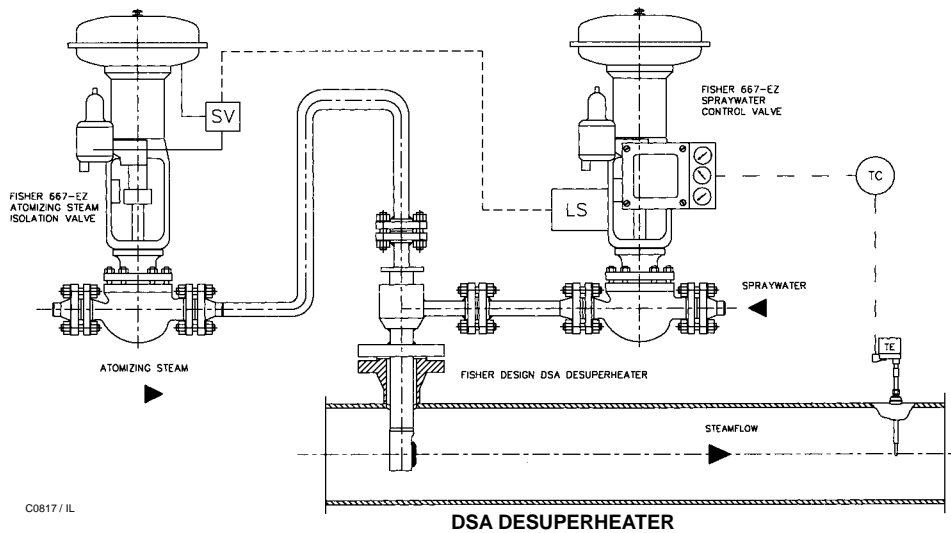 SV
FISHER 667-EZ
SPRAYWATER
CONTROL VALVE
TC
FISHER 667-EZ
ATOMIZING STEAM
ISOLATION VALVE
LS
SPRAYWATER
ATOMIZING STEAM
TE
FISHER DESIGN DSA DESUPERHEATER
STEAMFLOW
C0817 / IL
DSA DESUPERHEATER